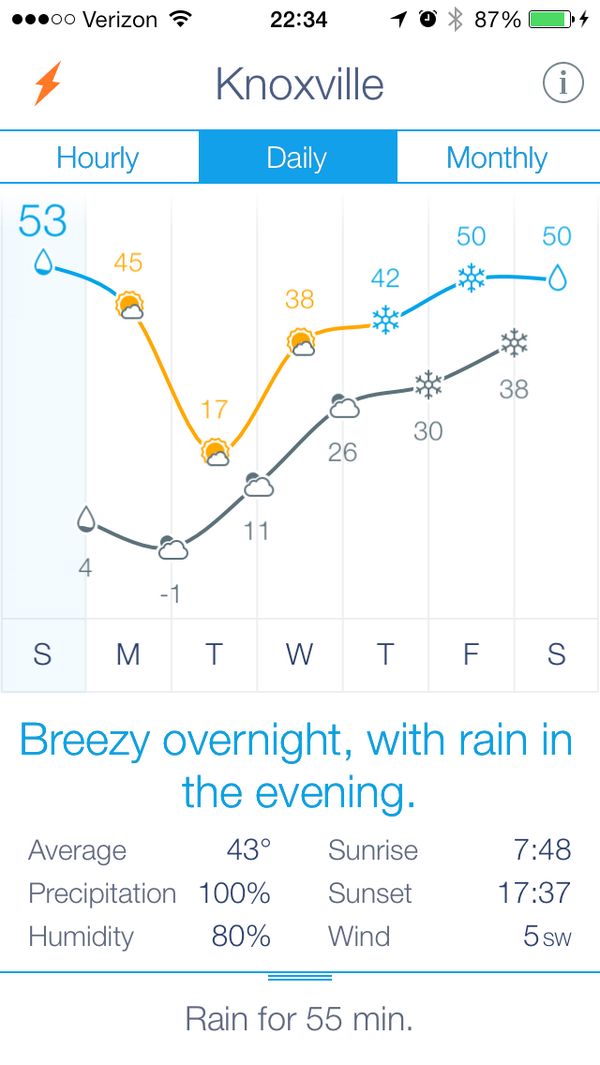 Verizon 22:34 87%
Knoxville i
Hourly Daily Monthly
53
45
17
38
42
50
50
4
-1
11
26
30
38
S M T W T F S
Breezy overnight, with rain in
the evening.
Average 43° Sunrise 7:48
Precipitation 100% Sunset 17:37
Humidity 80% Wind 5 SW
Rain for 55 min.